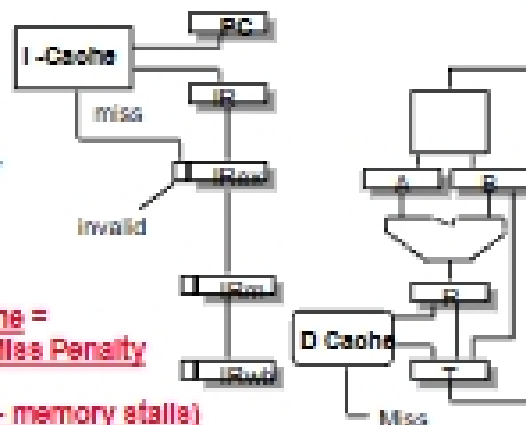 PC
I -Cache
IR
miss
IRex
A
B
invalid
IRm
R
ne =
D Cache
Miss Penalty
IRwb
T
- memory stalls)
Miss